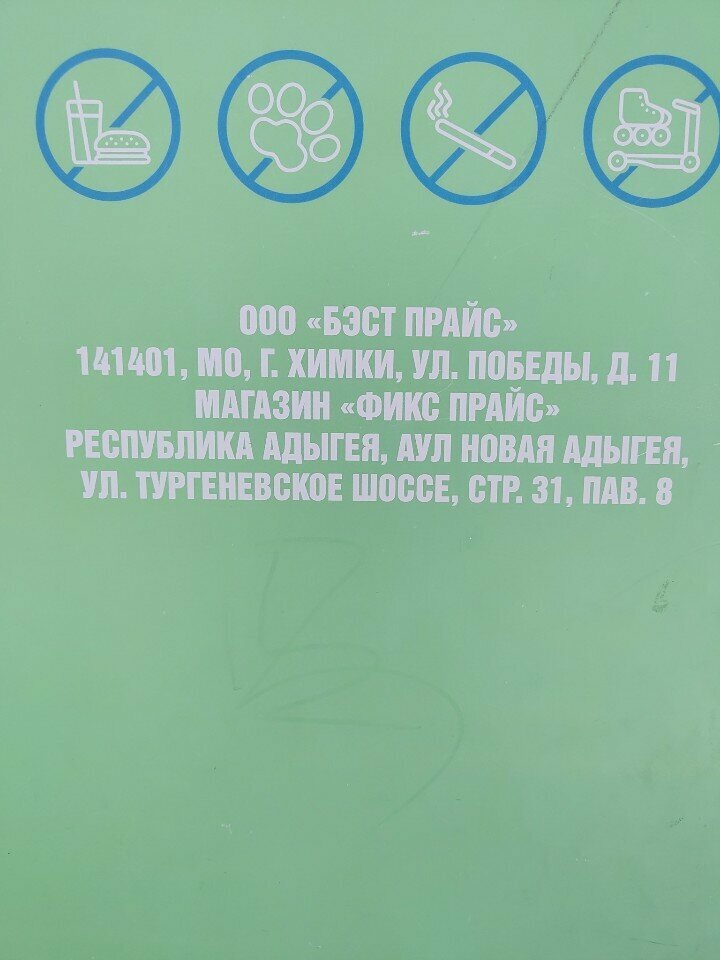 ООО «БЭСТ ПРАЙС»
141401, МО, Г. ХИМКИ, УЛ. ПОБЕДЫ, Д. 11
МАГАЗИН «ФИКС ПРАЙС»
РЕСПУБЛИКА АДЫГЕЯ, АУЛ НОВАЯ АДЫГЕЯ,
УЛ. ТУРГЕНЕВСКОЕ ШОССЕ, СТР. 31, ПАВ. 8